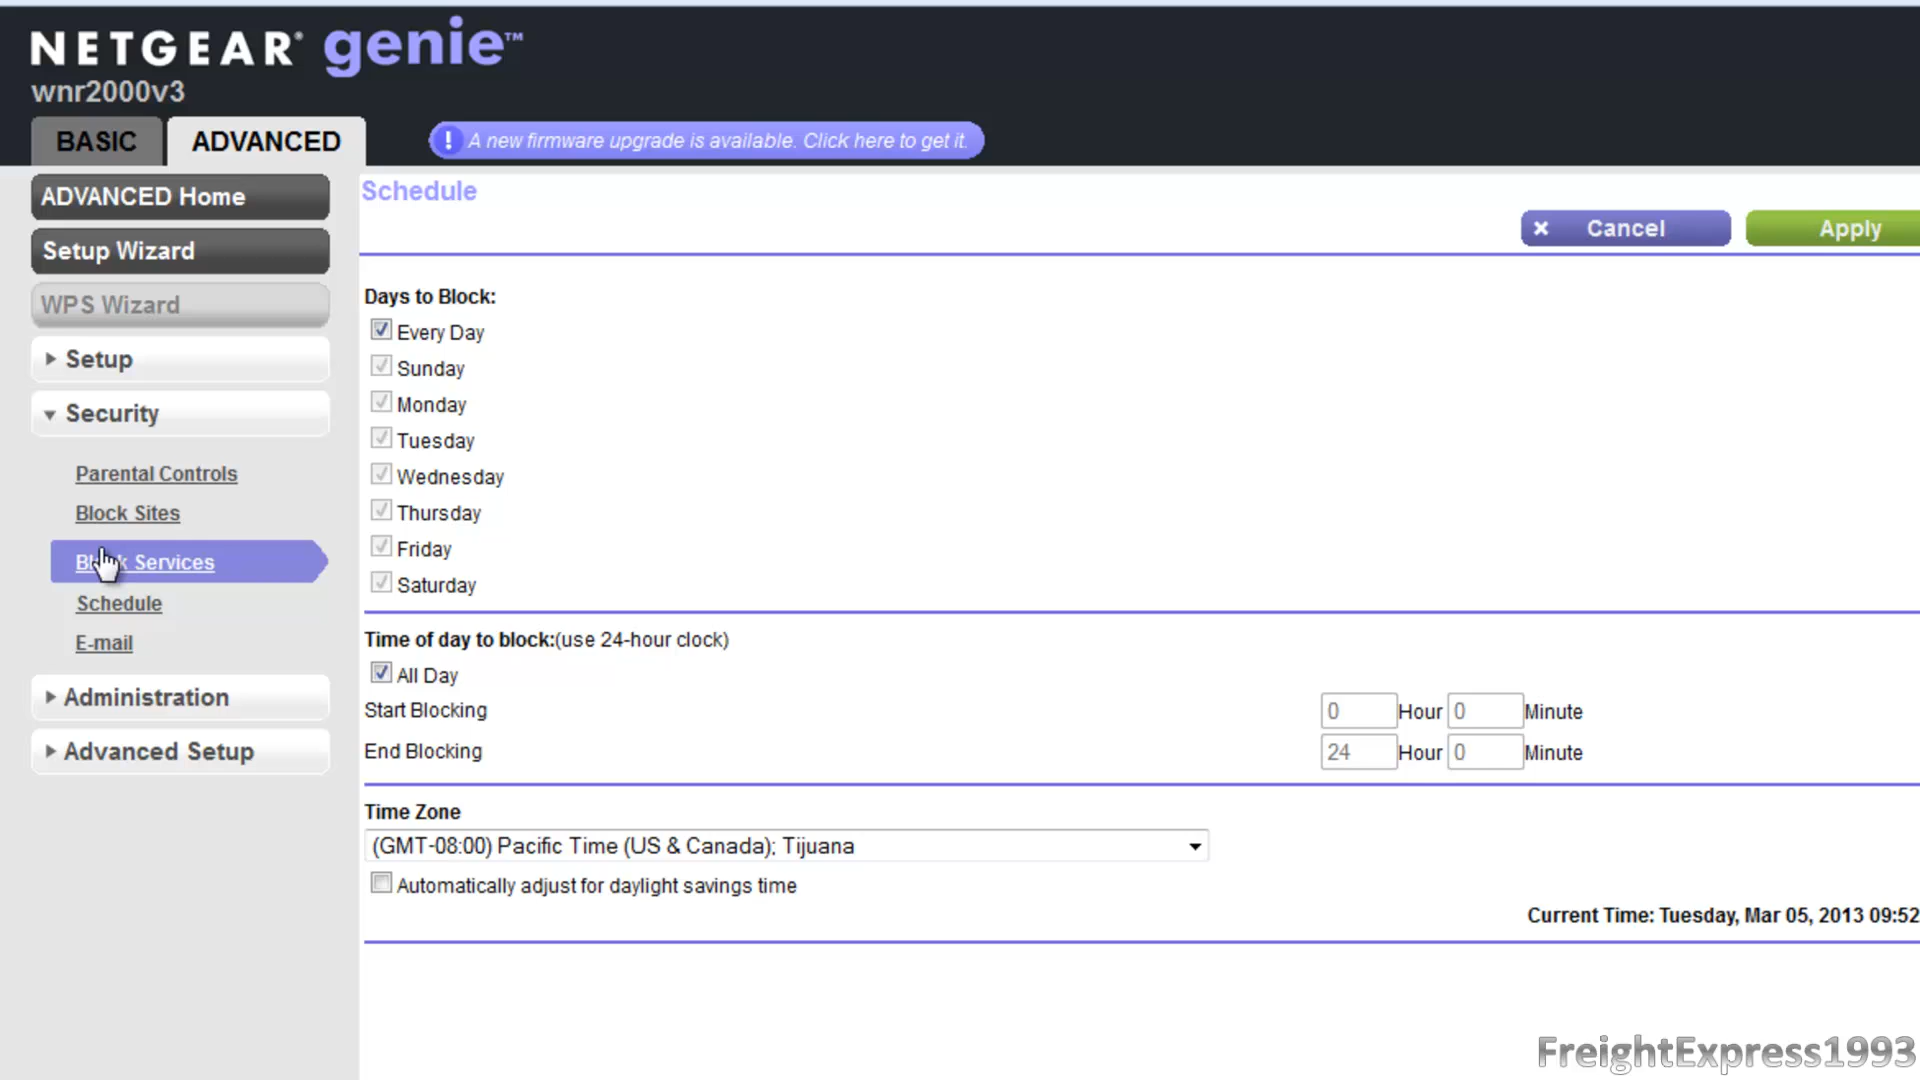 NETGEAR® genie™
wnr2000v3
BASIC
ADVANCED
! A new firmware upgrade is available. Click here to get it.
ADVANCED Home
Setup Wizard
WPS Wizard
Setup
Security
Parental Controls
Block Sites
Services
Schedule
E-mail
Administration
Advanced Setup
Schedule
Cancel
Apply
Days to Block:
Every Day
Sunday
Monday
Tuesday
Wednesday
Thursday
Friday
Saturday
Time of day to block:(use 24-hour clock)
All Day
Start Blocking 0 Hour 0 Minute
End Blocking 24 Hour 0 Minute
Time Zone
(GMT-08:00) Pacific Time (US & Canada); Tijuana
Automatically adjust for daylight savings time
Current Time: Tuesday, Mar 05, 2013 09:52
FreightExpress1993